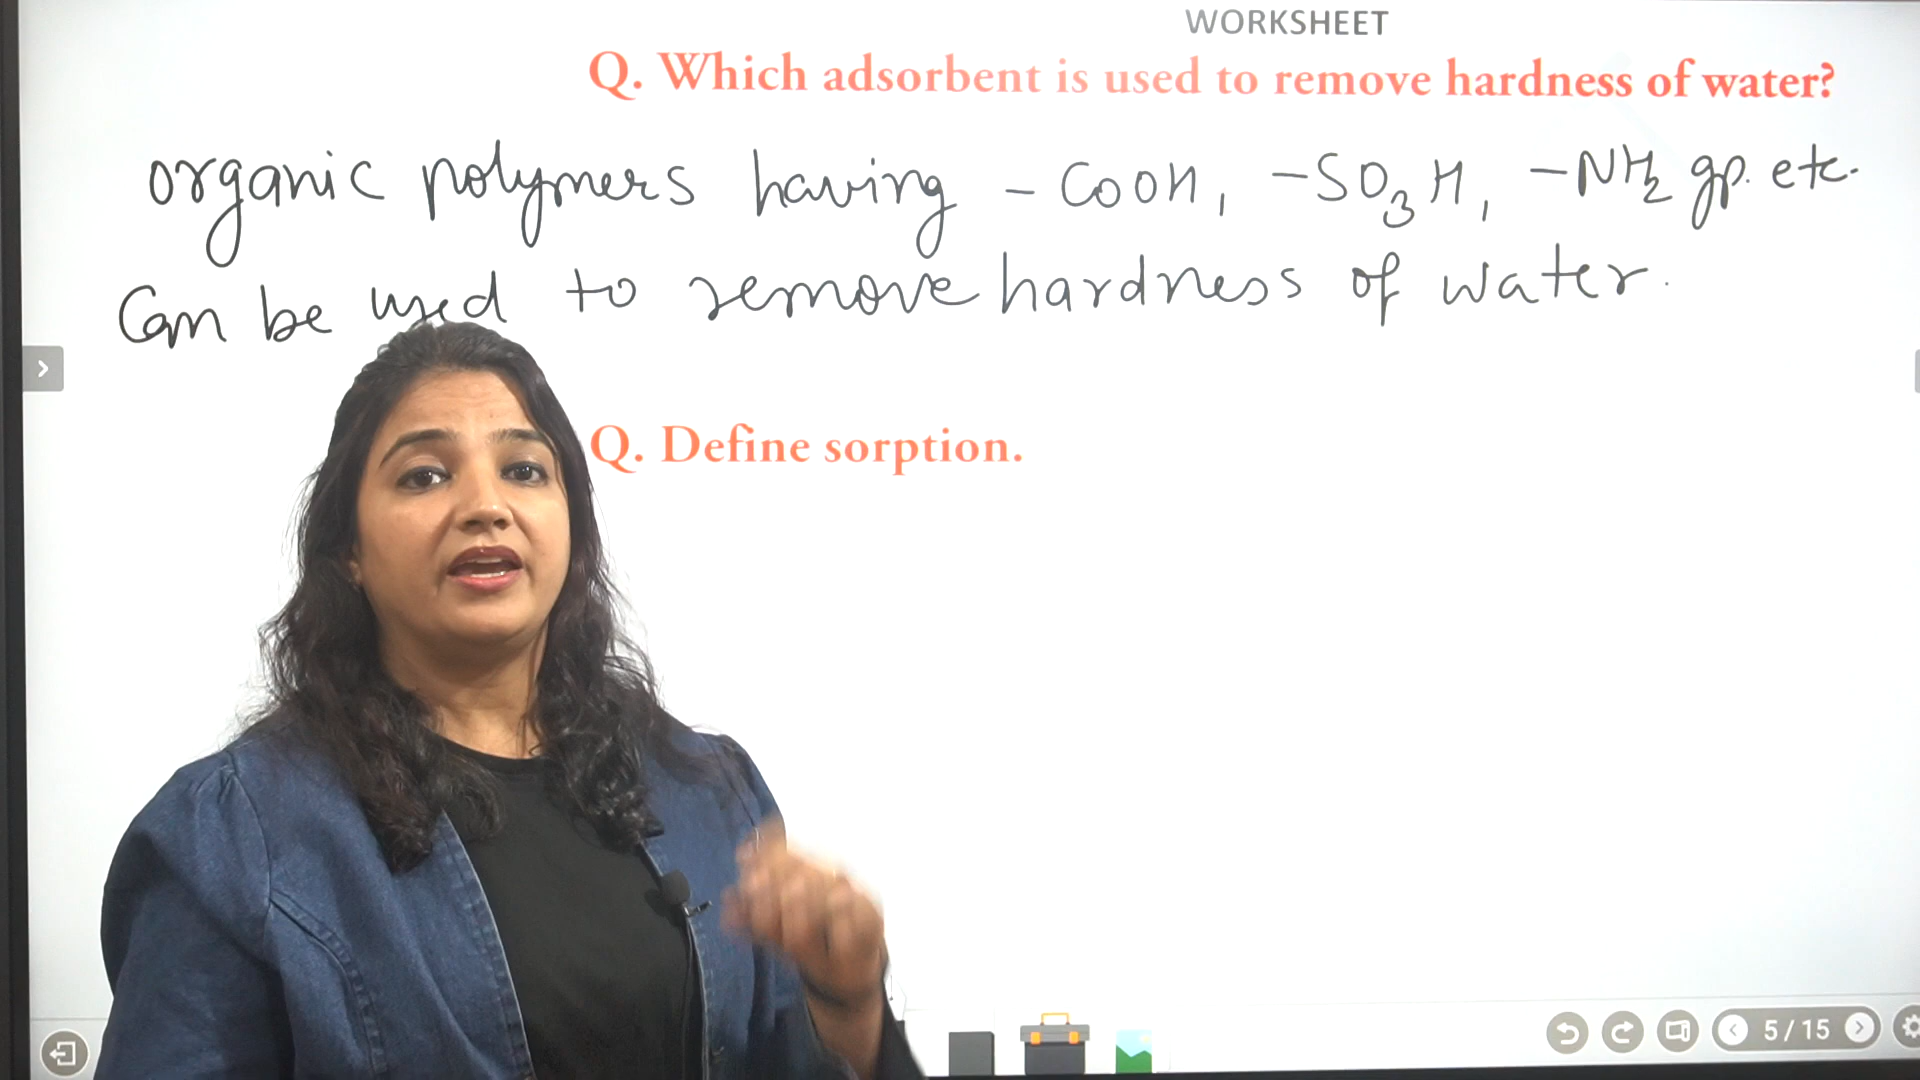 WORKSHEET
Q. Which adsorbent is used to remove hardness of water?
organic polymers having -COOH, -SO3H, -NH2 gp. etc.
Can be used to remove hardness of water.
Q. Define sorption.
5/15